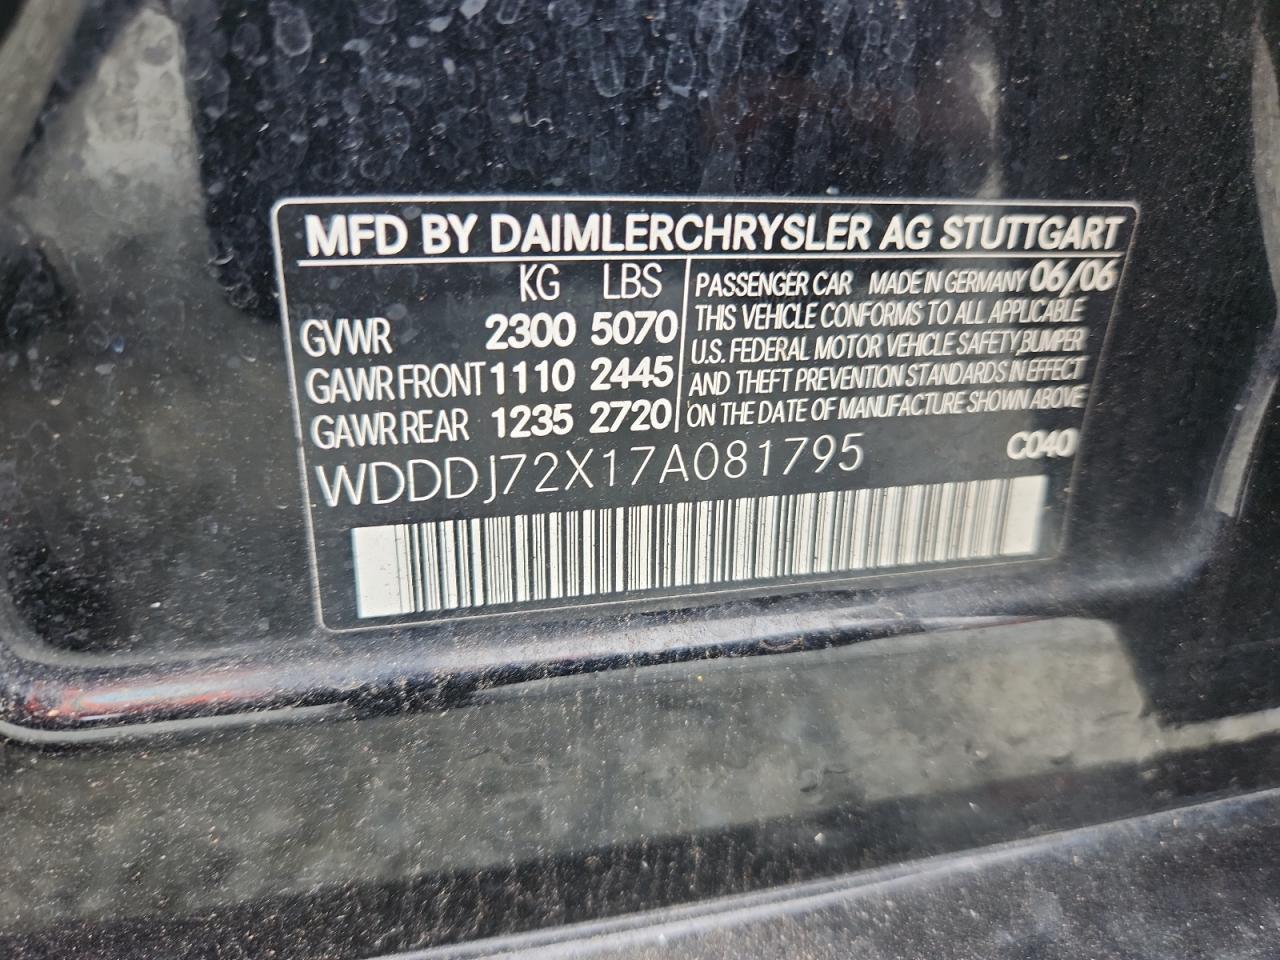 MFD BY DAIMLERCHRYSLER AG STUTTGART
KG LBS
GVWR 2300 5070
GAWR FRONT 1110 2445
GAWR REAR 1235 2720
PASSENGER CAR MADE IN GERMANY 06/06
THIS VEHICLE CONFORMS TO ALL APPLICABLE
U.S. FEDERAL MOTOR VEHICLE SAFETY,BUMPER
AND THEFT PREVENTION STANDARDS IN EFFECT
ON THE DATE OF MANUFACTURE SHOWN ABOVE
WDDDJ72X17A081795 C040